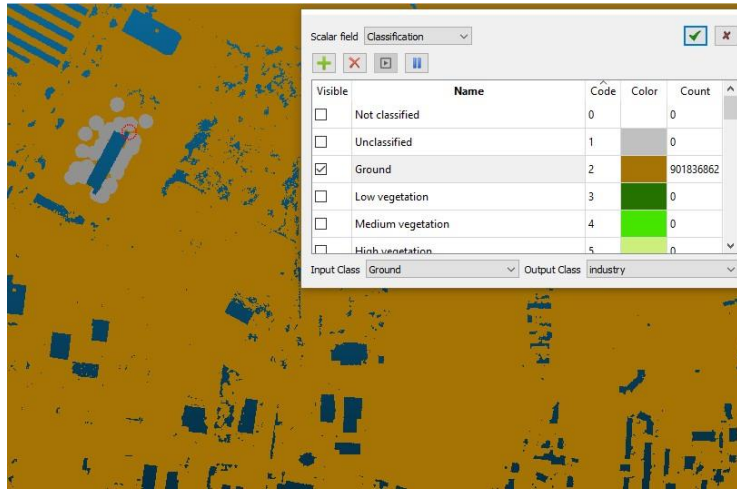 Scalar field Classification
Visible Name Code Color Count
Not classified 0 0
Unclassified 1 0
Ground 2 901836862
Low vegetation 3 0
Medium vegetation 4 0
High vegetation 5 0
Input Class Ground Output Class industry